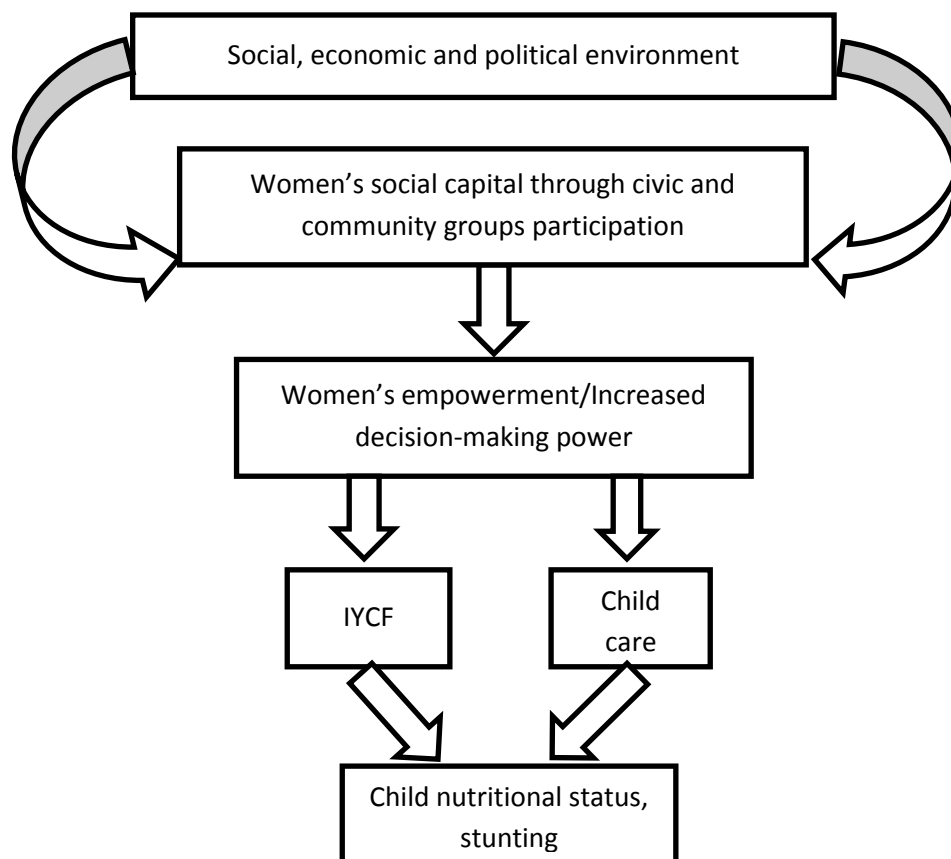 Social, economic and political environment
Women’s social capital through civic and
community groups participation
Women’s empowerment/Increased
decision-making power
IYCF
Child
care
Child nutritional status,
stunting